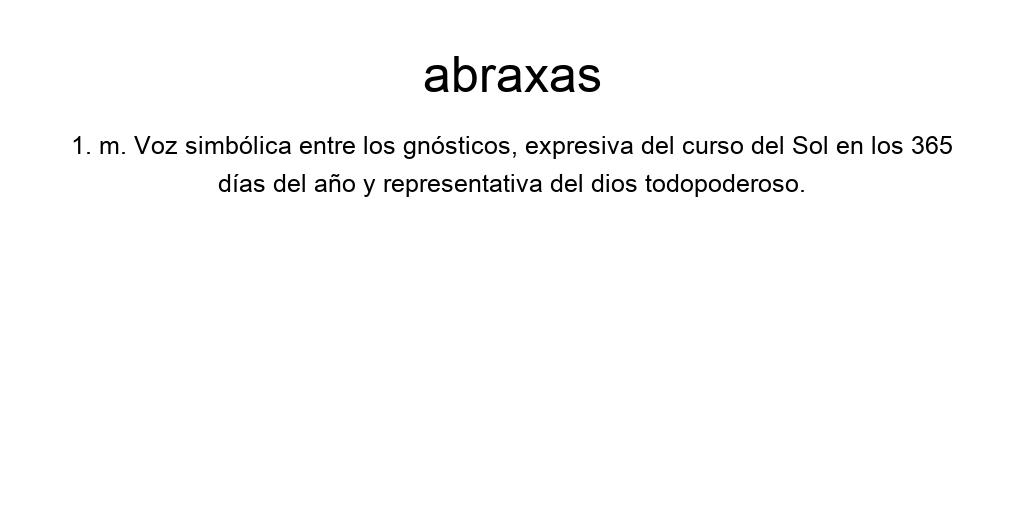 abraxas
1. m. Voz simbólica entre los gnósticos, expresiva del curso del Sol en los 365
días del año y representativa del dios todopoderoso.